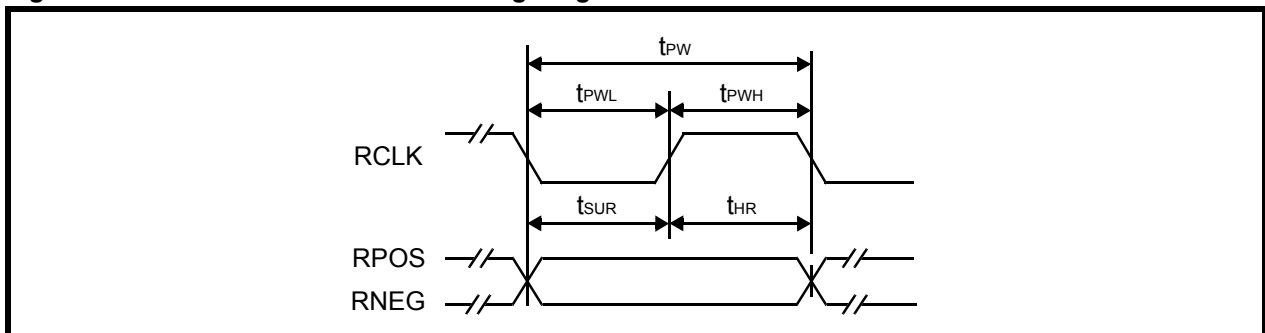 tPW
tPWL tPWH
RCLK
tSUR tHR
RPOS
RNEG